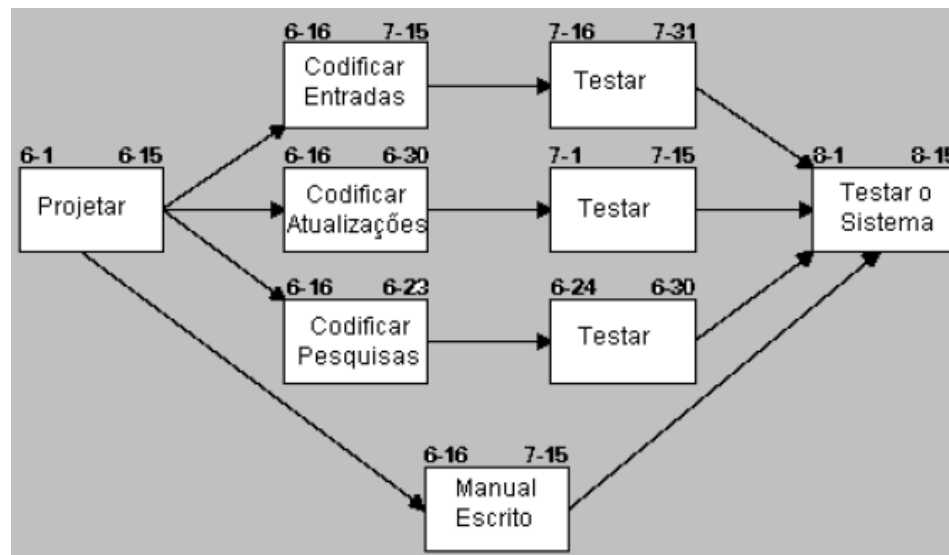 6-16 7-15
Codificar
Entradas
7-16 7-31
Testar
6-1 6-15
Projetar
6-16 6-30
Codificar
Atualizações
7-1 7-15
Testar
8-1 8-15
Testar o
Sistema
6-16 6-23
Codificar
Pesquisas
6-24 6-30
Testar
6-16 7-15
Manual
Escrito